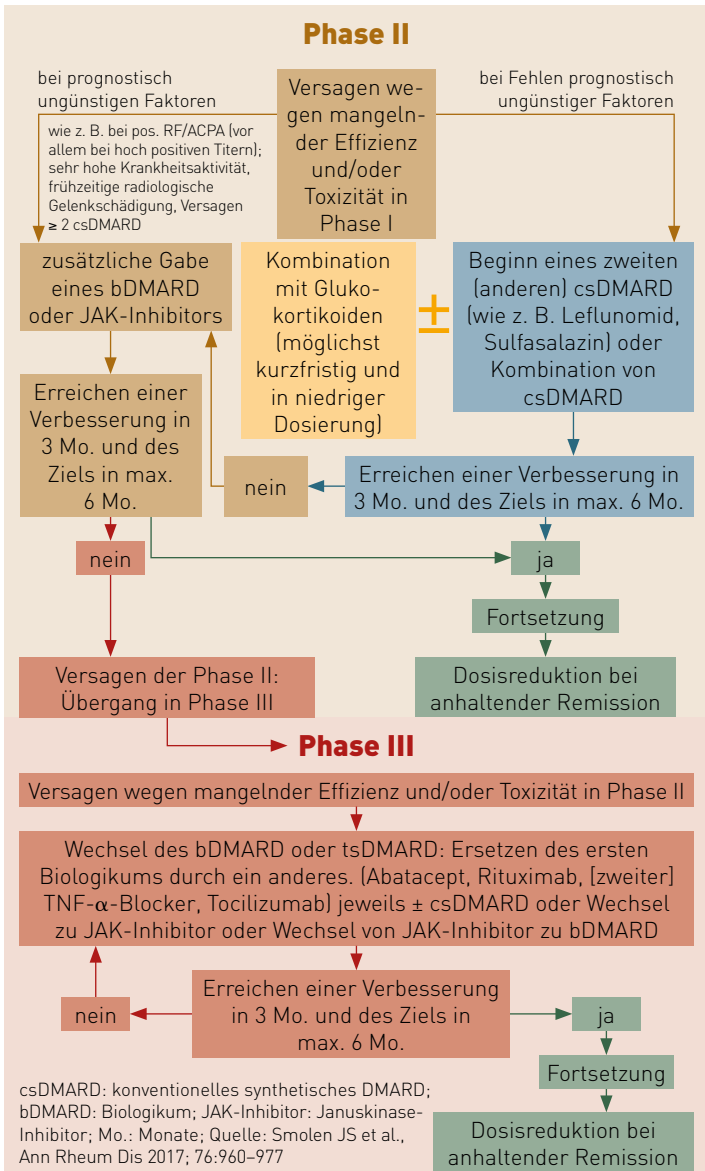 Phase II
bei prognostisch
ungünstigen Faktoren
wie z. B. bei pos. RF/ACPA (vor
allem bei hoch positiven Titern);
sehr hohe Krankheitsaktivität,
frühzeitige radiologische
Gelenkschädigung, Versagen
≥ 2 csDMARD
Versagen we-
gen mangeln-
der Effizienz
und/oder
Toxizität in
Phase I
bei Fehlen prognostisch
ungünstiger Faktoren
zusätzliche Gabe
eines bDMARD
oder JAK-Inhibitors
Kombination
mit Gluko-
kortikoiden
(möglichst
kurzfristig und
in niedriger
Dosierung)
±
Beginn eines zweiten
(anderen) csDMARD
(wie z. B. Leflunomid,
Sulfasalazin) oder
Kombination von
csDMARD
Erreichen einer
Verbesserung in
3 Mo. und des
Ziels in max.
6 Mo.
nein
Erreichen einer Verbesserung in
3 Mo. und des Ziels in max. 6 Mo.
nein
ja
Fortsetzung
Versagen der Phase II:
Übergang in Phase III
Dosisreduktion bei
anhaltender Remission
Phase III
Versagen wegen mangelnder Effizienz und/oder Toxizität in Phase II
Wechsel des bDMARD oder tsDMARD: Ersetzen des ersten
Biologikums durch ein anderes. (Abatacept, Rituximab, [zweiter]
TNF-α-Blocker, Tocilizumab) jeweils ± csDMARD oder Wechsel
zu JAK-Inhibitor oder Wechsel von JAK-Inhibitor zu bDMARD
nein
Erreichen einer Verbesserung
in 3 Mo. und des Ziels in
max. 6 Mo.
ja
Fortsetzung
Dosisreduktion bei
anhaltender Remission
csDMARD: konventionelles synthetisches DMARD;
bDMARD: Biologikum; JAK-Inhibitor: Januskinase-
Inhibitor; Mo.: Monate; Quelle: Smolen JS et al.,
Ann Rheum Dis 2017; 76:960–977